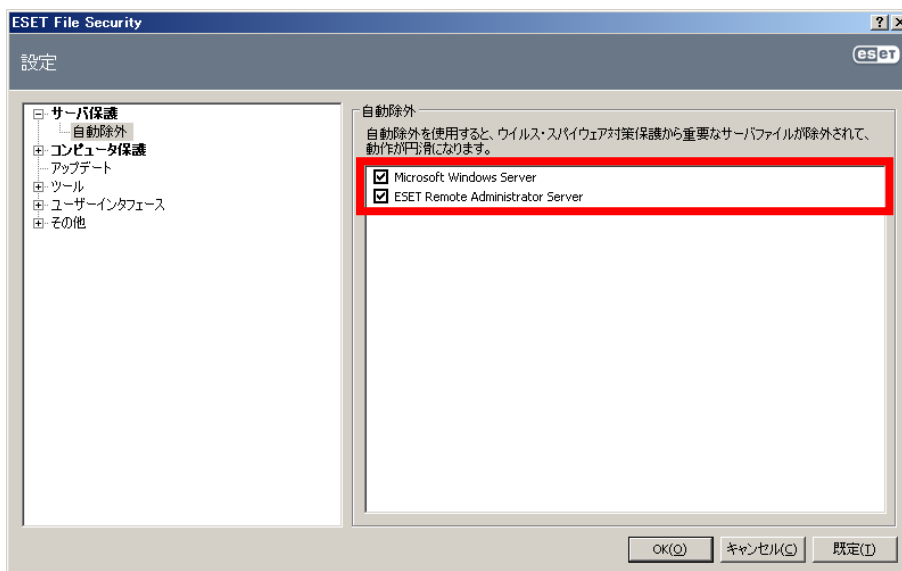 ESET File Security
設定
eset
サーバ保護
自動除外
コンピュータ保護
アップデート
ツール
ユーザーインタフェース
その他
自動除外
自動除外を使用すると、ウイルス・スパイウェア対策保護から重要なサーバファイルが除外されて、
動作が円滑になります。
Microsoft Windows Server
ESET Remote Administrator Server
OK(O)
キャンセル(C)
既定(T)